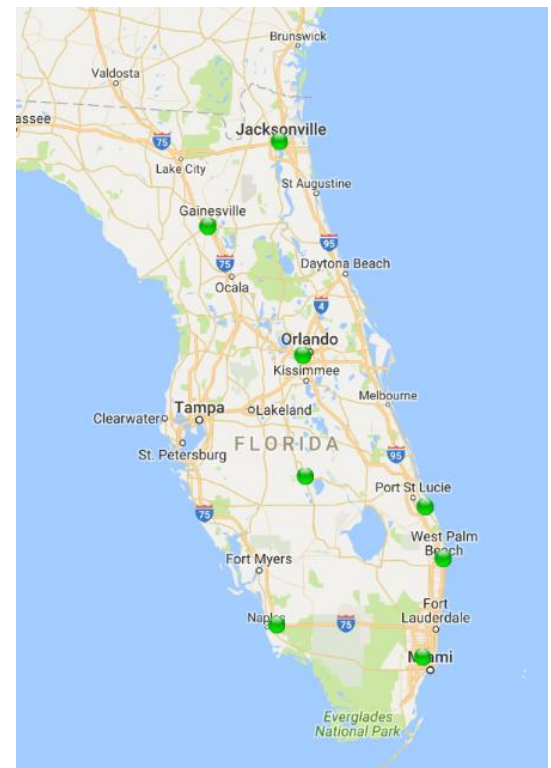 Brunswick
Valdosta
assee
Jacksonville
75
Lake City
St Augustine
Gainesville
95
75
Daytona Beach
Ocala
4
Orlando
Kissimmee
Melbourne
Tampa
Lakeland
Clearwater
FLORIDA
St. Petersburg
95
Port St Lucie
75
West Palm
Beach
Fort Myers
Fort
Lauderdale
Naples
75
Miami
Everglades
National Park